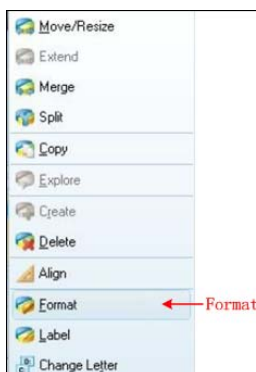 Move/Resize
Extend
Merge
Split
Copy
Explore
Create
Delete
Align
Format
Format
Label
Change Letter